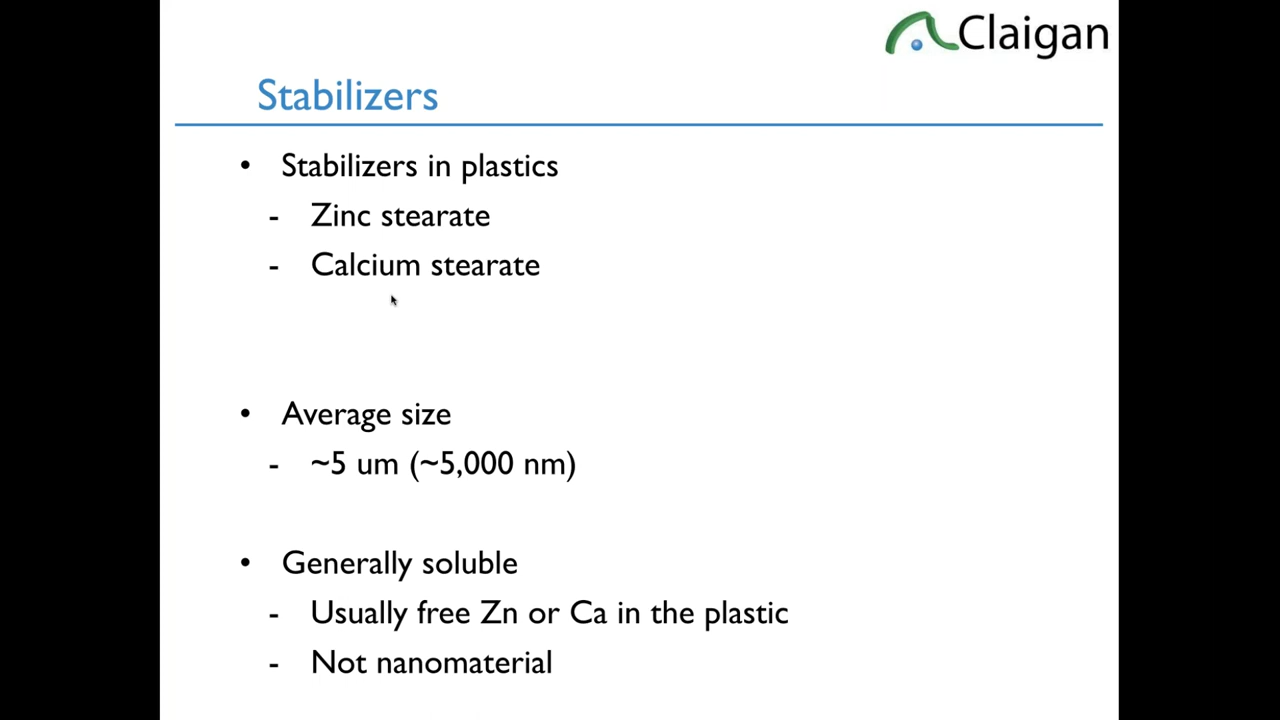 Claigan
Stabilizers
• Stabilizers in plastics
- Zinc stearate
- Calcium stearate
• Average size
- ~5 um (~5,000 nm)
• Generally soluble
- Usually free Zn or Ca in the plastic
- Not nanomaterial